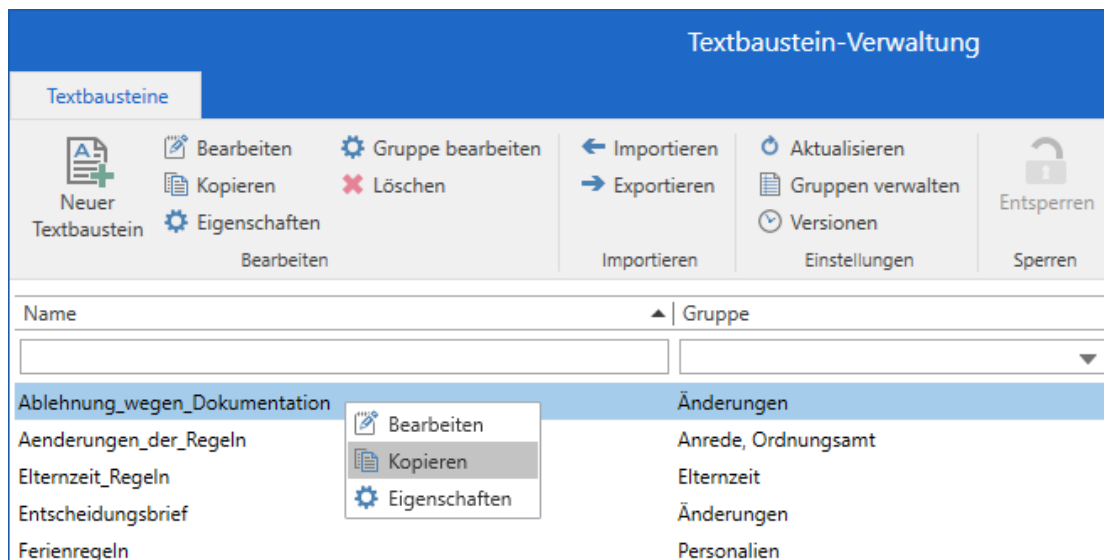 Textbaustein-Verwaltung
Textbausteine
Neuer
Textbaustein
Bearbeiten
Kopieren
Eigenschaften
Gruppe bearbeiten
Löschen
Bearbeiten
Importieren
Exportieren
Importieren
Aktualisieren
Gruppen verwalten
Versionen
Einstellungen
Entsperren
Sperren
Name Gruppe
Ablehnung_wegen_Dokumentation Änderungen
Aenderungen_der_Regeln Anrede, Ordnungsamt
Elternzeit_Regeln Elternzeit
Entscheidungsbrief Änderungen
Ferienregeln Personalien
Bearbeiten
Kopieren
Eigenschaften